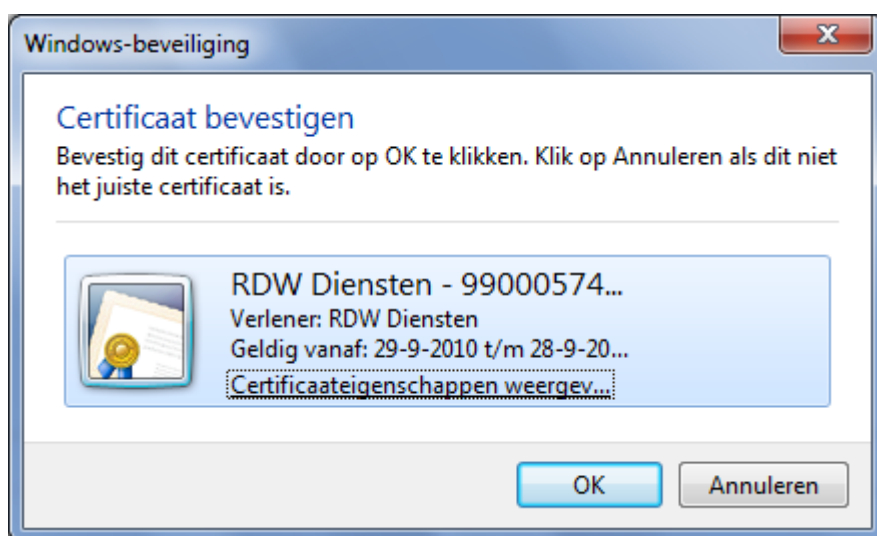 Windows-beveiliging
Certificaat bevestigen
Bevestig dit certificaat door op OK te klikken. Klik op Annuleren als dit niet
het juiste certificaat is.
RDW Diensten - 99000574...
Verlener: RDW Diensten
Geldig vanaf: 29-9-2010 t/m 28-9-20...
Certificaateigenschappen weergev...
OK
Annuleren